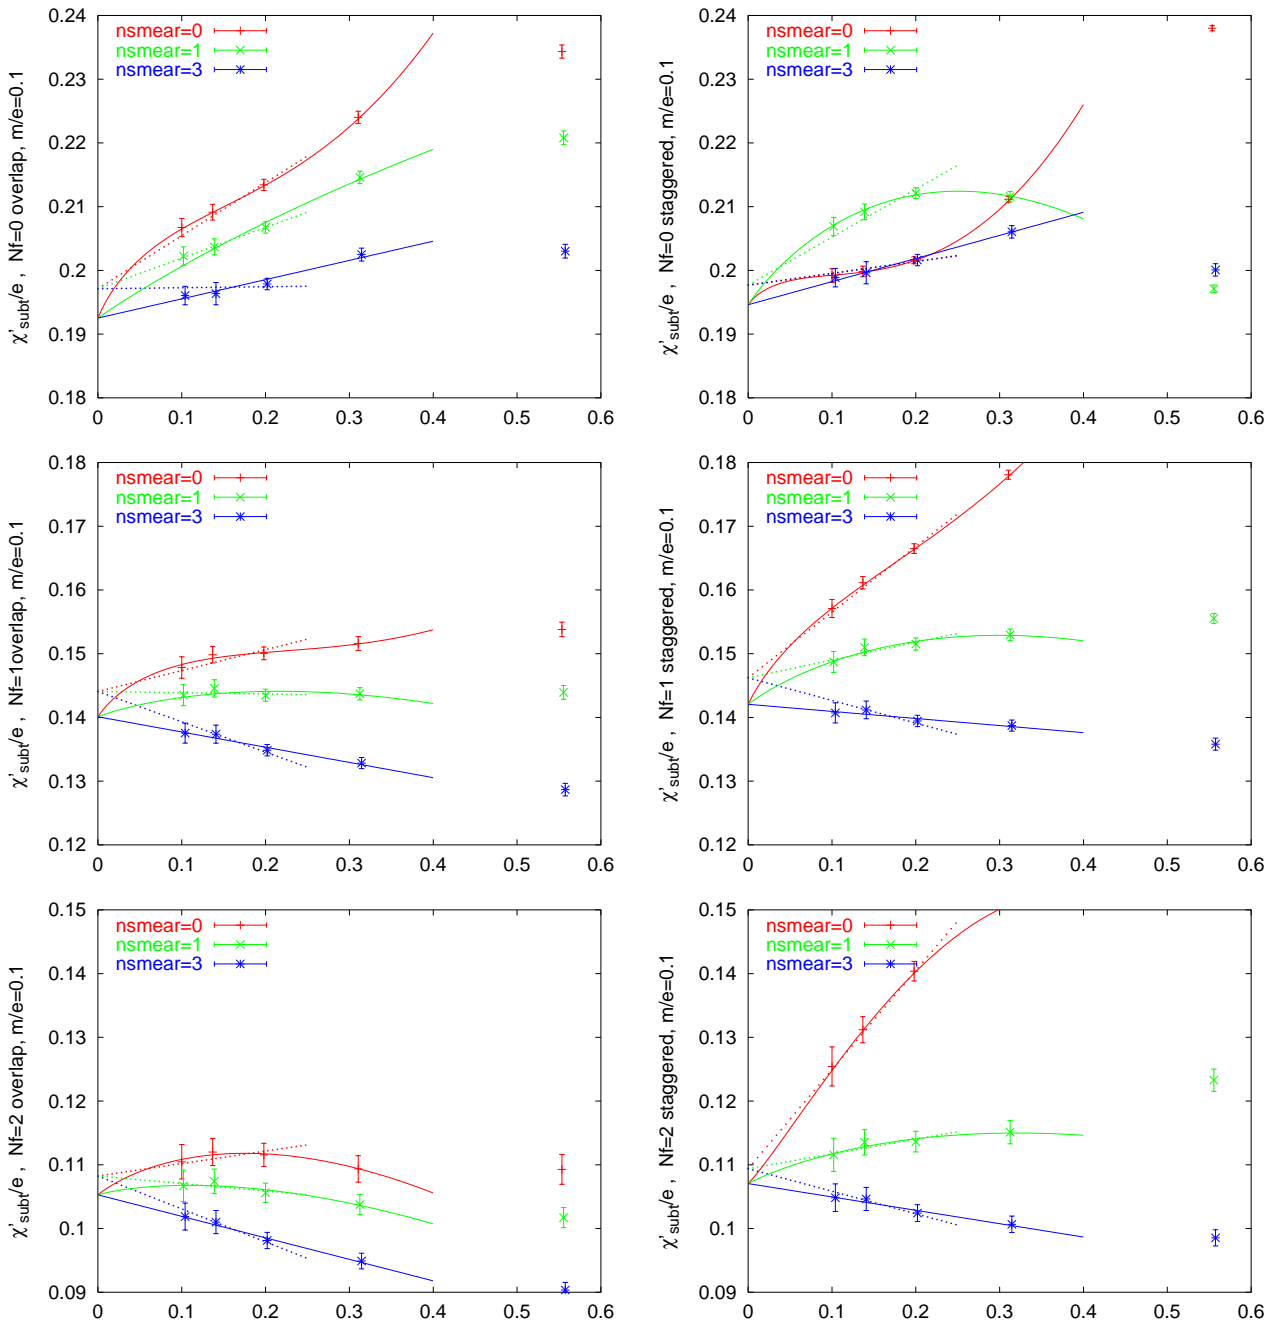 χ'subt/e , Nf=0 overlap, m/e=0.1
nsmear=0
nsmear=1
nsmear=3
0.24
0.23
0.22
0.21
0.2
0.19
0.18
0 0.1 0.2 0.3 0.4 0.5 0.6
χ'subt/e , Nf=0 staggered, m/e=0.1
nsmear=0
nsmear=1
nsmear=3
0.24
0.23
0.22
0.21
0.2
0.19
0.18
0 0.1 0.2 0.3 0.4 0.5 0.6
χ'subt/e , Nf=1overlap, m/e=0.1
nsmear=0
nsmear=1
nsmear=3
0.18
0.17
0.16
0.15
0.14
0.13
0.12
0 0.1 0.2 0.3 0.4 0.5 0.6
χ'subt/e , Nf=1 staggered, m/e=0.1
nsmear=0
nsmear=1
nsmear=3
0.18
0.17
0.16
0.15
0.14
0.13
0.12
0 0.1 0.2 0.3 0.4 0.5 0.6
χ'subt/e , Nf=2 overlap, m/e=0.1
nsmear=0
nsmear=1
nsmear=3
0.15
0.14
0.13
0.12
0.11
0.1
0.09
0 0.1 0.2 0.3 0.4 0.5 0.6
χ'subt/e , Nf=2 staggered, m/e=0.1
nsmear=0
nsmear=1
nsmear=3
0.15
0.14
0.13
0.12
0.11
0.1
0.09
0 0.1 0.2 0.3 0.4 0.5 0.6